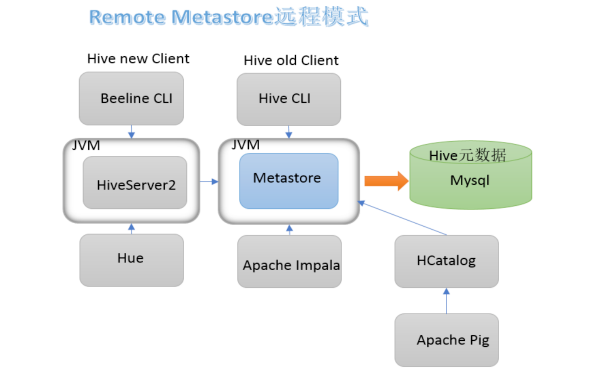 Remote Metastore远程模式
Hive new Client
Hive old Client
Beeline CLI
Hive CLI
JVM
JVM
HiveServer2
Metastore
Hive元数据
Mysql
Hue
Apache Impala
HCatalog
Apache Pig